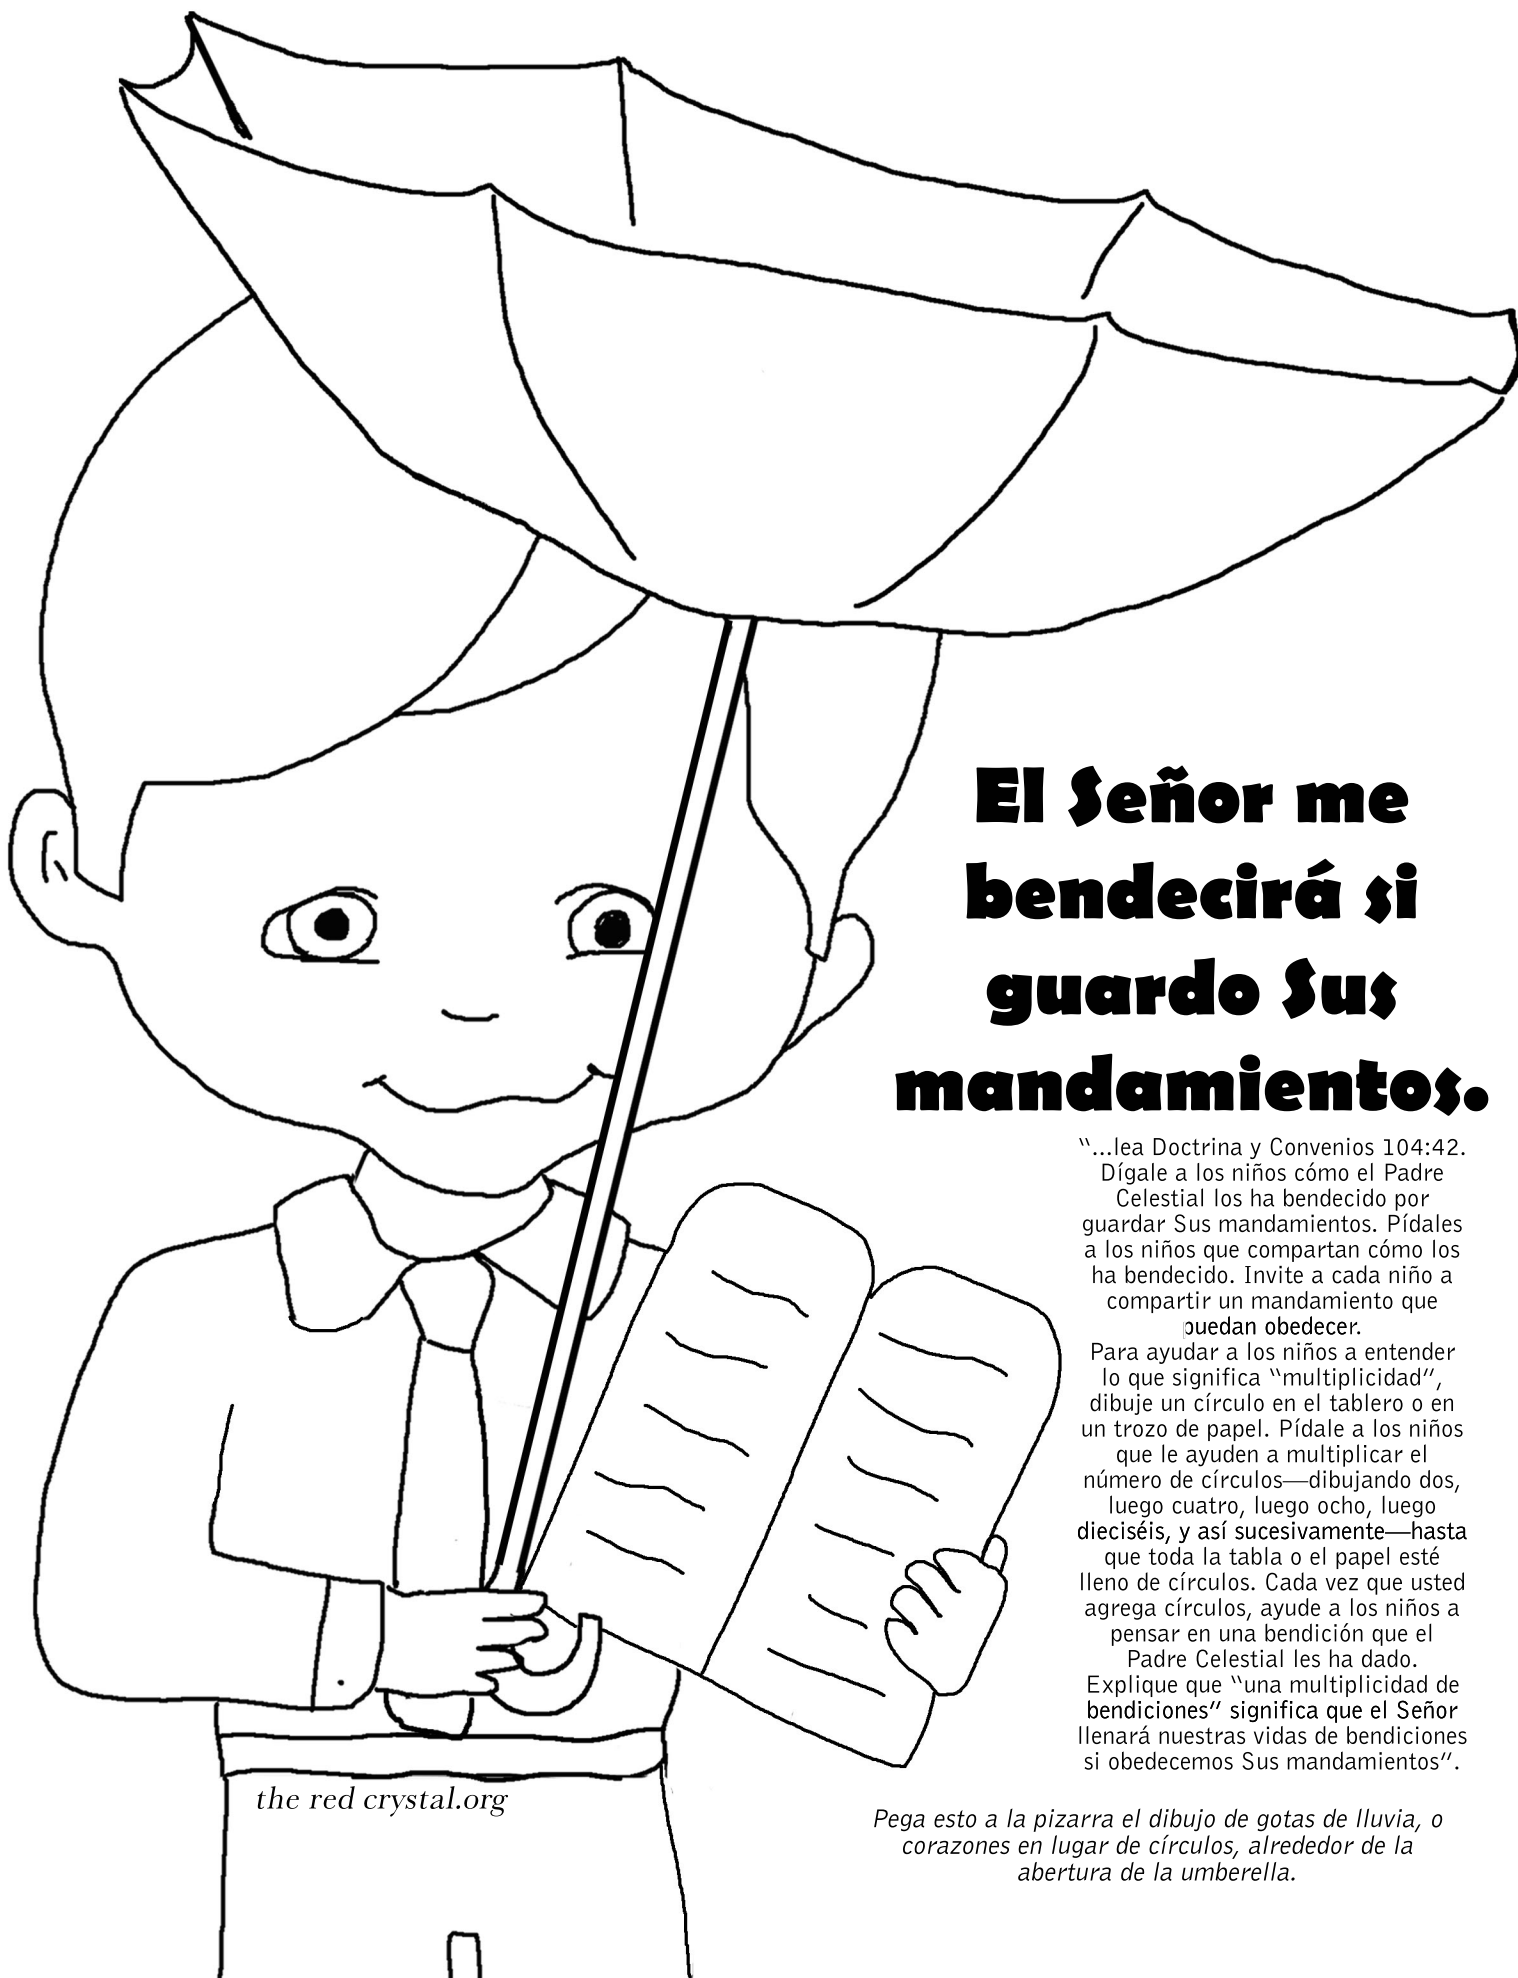 El Señor me
bendecirá si
guardo Sus
mandamientos.
“...lea Doctrina y Convenios 104:42.
Dígale a los niños cómo el Padre
Celestial los ha bendecido por
guardar Sus mandamientos. Pídales
a los niños que compartan cómo los
ha bendecido. Invite a cada niño a
compartir un mandamiento que
puedan obedecer.
Para ayudar a los niños a entender
lo que significa “multiplicidad”,
dibuje un círculo en el tablero o en
un trozo de papel. Pídale a los niños
que le ayuden a multiplicar el
número de círculos—dibujando dos,
luego cuatro, luego ocho, luego
dieciséis, y así sucesivamente—hasta
que toda la tabla o el papel esté
lleno de círculos. Cada vez que usted
agrega círculos, ayude a los niños a
pensar en una bendición que el
Padre Celestial les ha dado.
Explique que “una multiplicidad de
bendiciones” significa que el Señor
llenará nuestras vidas de bendiciones
si obedecemos Sus mandamientos”.
the red crystal.org
Pega esto a la pizarra el dibujo de gotas de lluvia, o
corazones en lugar de círculos, alrededor de la
abertura de la umberella.